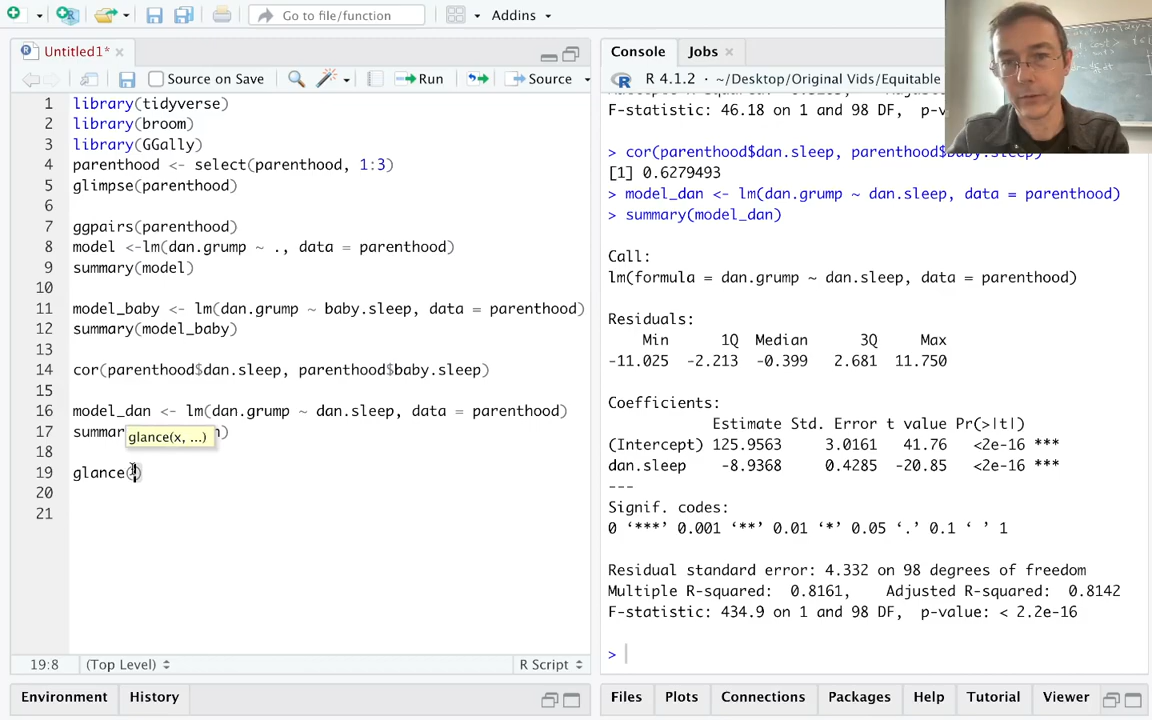 Go to file/function
Addins
Untitled1*
Source on Save
Run
Source
1 library(tidyverse)
2 library(broom)
3 library(GGally)
4 parenthood <- select(parenthood, 1:3)
5 glimpse(parenthood)
6
7 ggpairs(parenthood)
8 model <-lm(dan.grump ~ ., data = parenthood)
9 summary(model)
10
11 model_baby <- lm(dan.grump ~ baby.sleep, data = parenthood)
12 summary(model_baby)
13
14 cor(parenthood$dan.sleep, parenthood$baby.sleep)
15
16 model_dan <- lm(dan.grump ~ dan.sleep, data = parenthood)
17 summar n)
glance(x, ...)
18
19 glance()
20
21
19:8 (Top Level) R Script
Environment History
Console Jobs
R 4.1.2 · ~/Desktop/Original Vids/Equitable
F-statistic: 46.18 on 1 and 98 DF,
> cor(parenthood$dan.sleep, parenthood$baby.sleep)
[1] 0.6279493
> model_dan <- lm(dan.grump ~ dan.sleep, data = parenthood)
> summary(model_dan)
Call:
lm(formula = dan.grump ~ dan.sleep, data = parenthood)
Residuals:
Min 1Q Median 3Q Max
-11.025 -2.213 -0.399 2.681 11.750
Coefficients:
Estimate Std. Error t value Pr(>|t|)
(Intercept) 125.9563 3.0161 41.76 <2e-16 ***
dan.sleep -8.9368 0.4285 -20.85 <2e-16 ***
---
Signif. codes:
0 ‘***’ 0.001 ‘**’ 0.01 ‘*’ 0.05 ‘.’ 0.1 ‘ ’ 1
Residual standard error: 4.332 on 98 degrees of freedom
Multiple R-squared: 0.8161, Adjusted R-squared: 0.8142
F-statistic: 434.9 on 1 and 98 DF, p-value: < 2.2e-16
>
Files Plots Connections Packages Help Tutorial Viewer